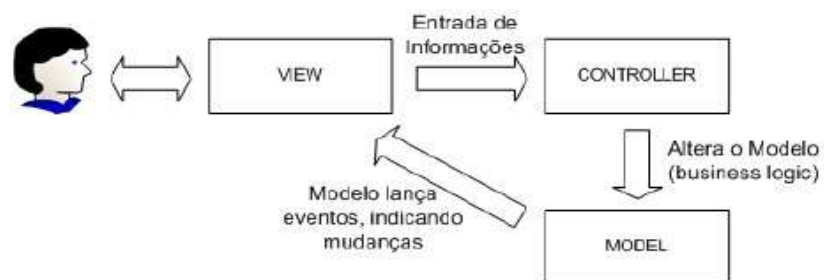 Entrada de
Informações
VIEW
CONTROLLER
Altera o Modelo
(business logic)
Modelo lança
eventos, indicando
mudanças
MODEL